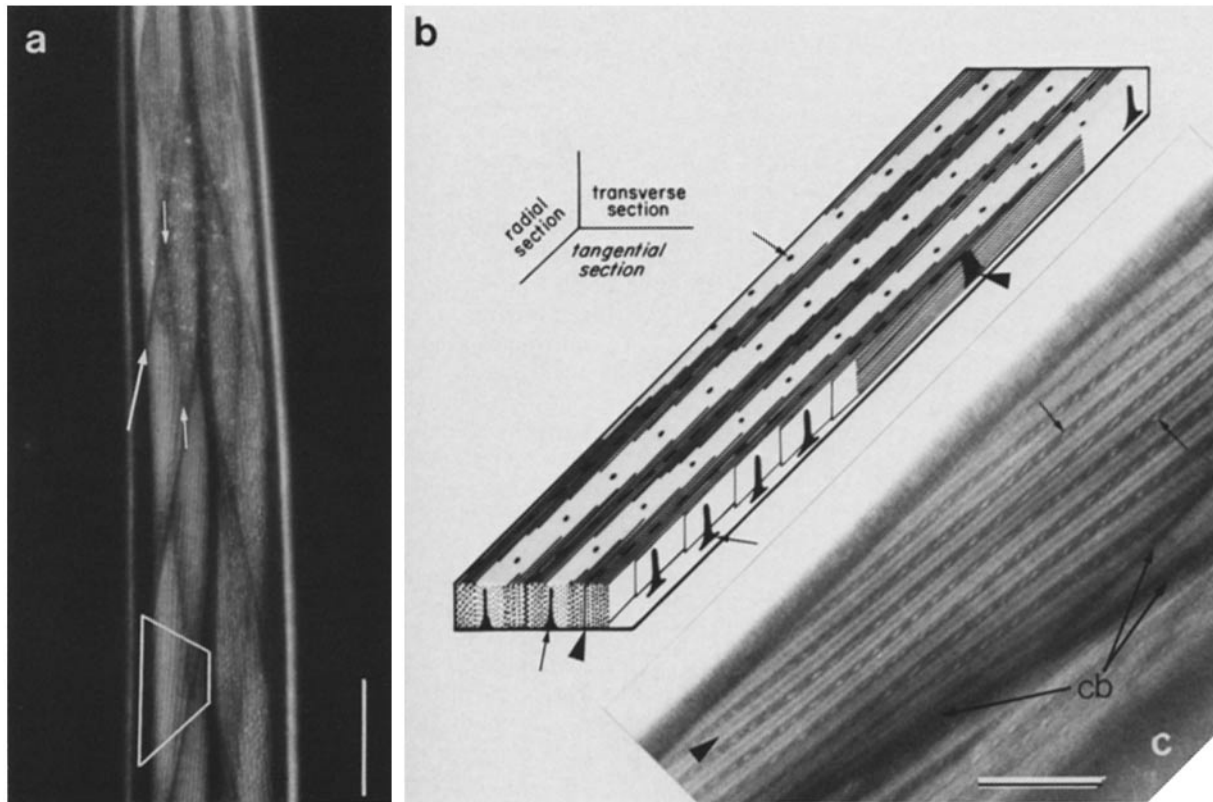 a
b
radial
section
transverse
section
tangential
section
cb
c